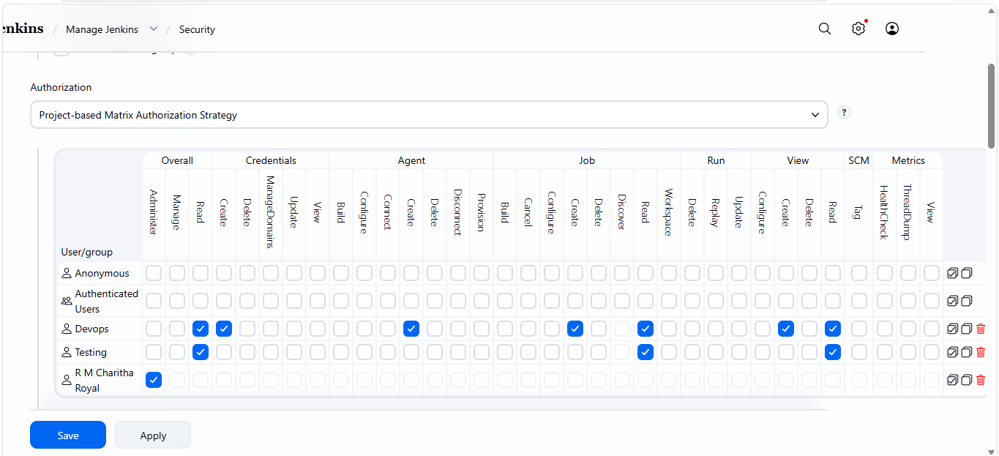 enkins / Manage Jenkins / Security
Authorization
Project-based Matrix Authorization Strategy
?
Overall Credentials Agent Job Run View SCM Metrics
Administer Manage Read Create Delete ManageDomains Update View Build Configure Connect Create Delete Disconnect Provision Build Cancel Configure Create Delete Discover Read Workspace Delete Replay Update Configure Create Delete Read Tag HealthCheck ThreadDump View
User/group
Anonymous
Authenticated
Users
Devops
Testing
R M Charitha
Royal
Save Apply